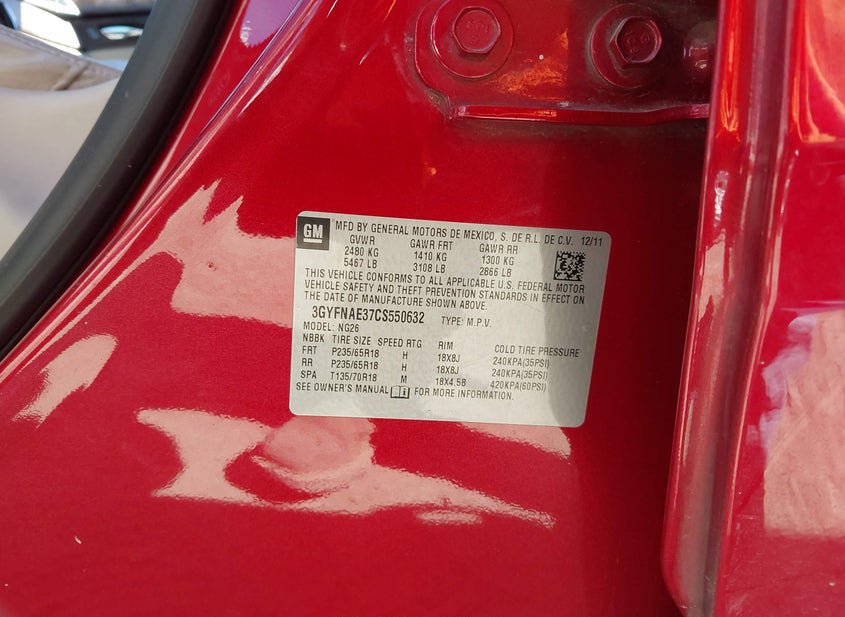 GM MFD BY GENERAL MOTORS DE MEXICO, S. DE R.L. DE C.V. 12/11
GVWR GAWR FRT GAWR RR
2480 KG 1410 KG 1300 KG
5467 LB 3108 LB 2866 LB
THIS VEHICLE CONFORMS TO ALL APPLICABLE U.S. FEDERAL MOTOR
VEHICLE SAFETY AND THEFT PREVENTION STANDARDS IN EFFECT ON
THE DATE OF MANUFACTURE SHOWN ABOVE.
3GYFNAE37CS550632 TYPE: M.P.V.
MODEL: NG26
NBBK TIRE SIZE SPEED RTG RIM COLD TIRE PRESSURE
FRT P235/65R18 H 18X8J 240KPA(35PSI)
RR P235/65R18 H 18X8J 240KPA(35PSI)
SPA T135/70R18 M 18X4.5B 420KPA(60PSI)
SEE OWNER'S MANUAL FOR MORE INFORMATION.